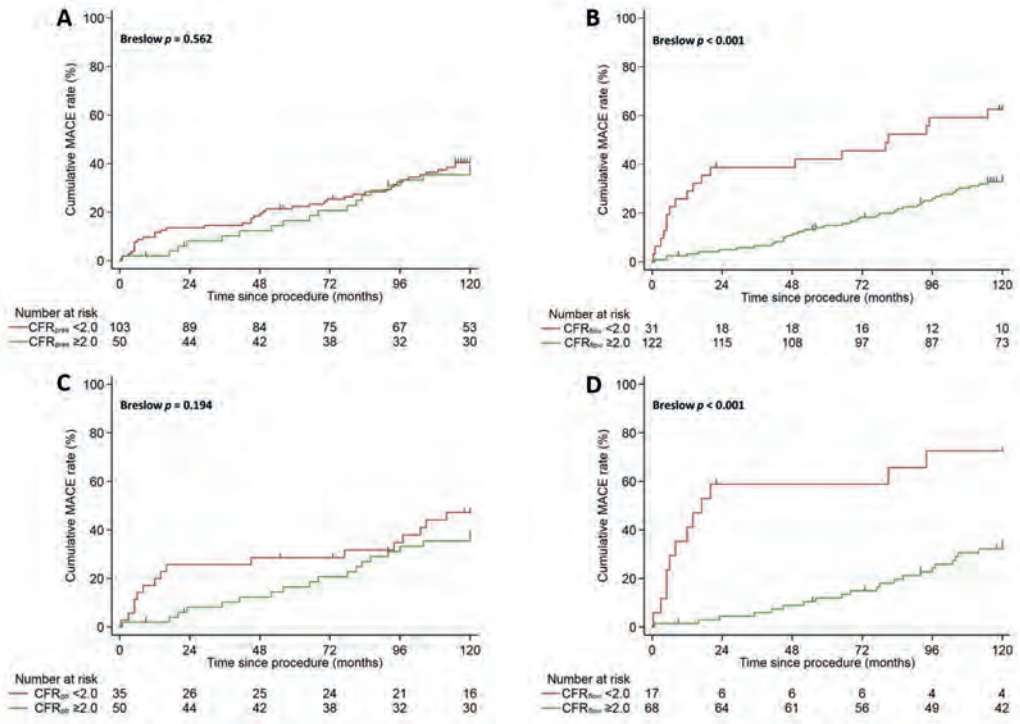 A
Breslow p = 0.562
Cumulative MACE rate (%)
100
80
60
40
20
0
0 24 48 72 96 120
Time since procedure (months)
Number at risk
CFRpres <2.0 103 89 84 75 67 53
CFRpres ≥2.0 50 44 42 38 32 30
B
Breslow p < 0.001
Cumulative MACE rate (%)
100
80
60
40
20
0
0 24 48 72 96 120
Time since procedure (months)
Number at risk
CFRflow <2.0 31 18 18 16 12 10
CFRflow ≥2.0 122 115 108 97 87 73
C
Breslow p = 0.194
Cumulative MACE rate (%)
100
80
60
40
20
0
0 24 48 72 96 120
Time since procedure (months)
Number at risk
<2.0 35 26 25 24 21 16
≥2.0 50 44 42 38 32 30
D
Breslow p < 0.001
Cumulative MACE rate (%)
100
80
60
40
20
0
0 24 48 72 96 120
Time since procedure (months)
Number at risk
CFRflow <2.0 17 6 6 6 4 4
CFRflow ≥2.0 68 64 61 56 49 42